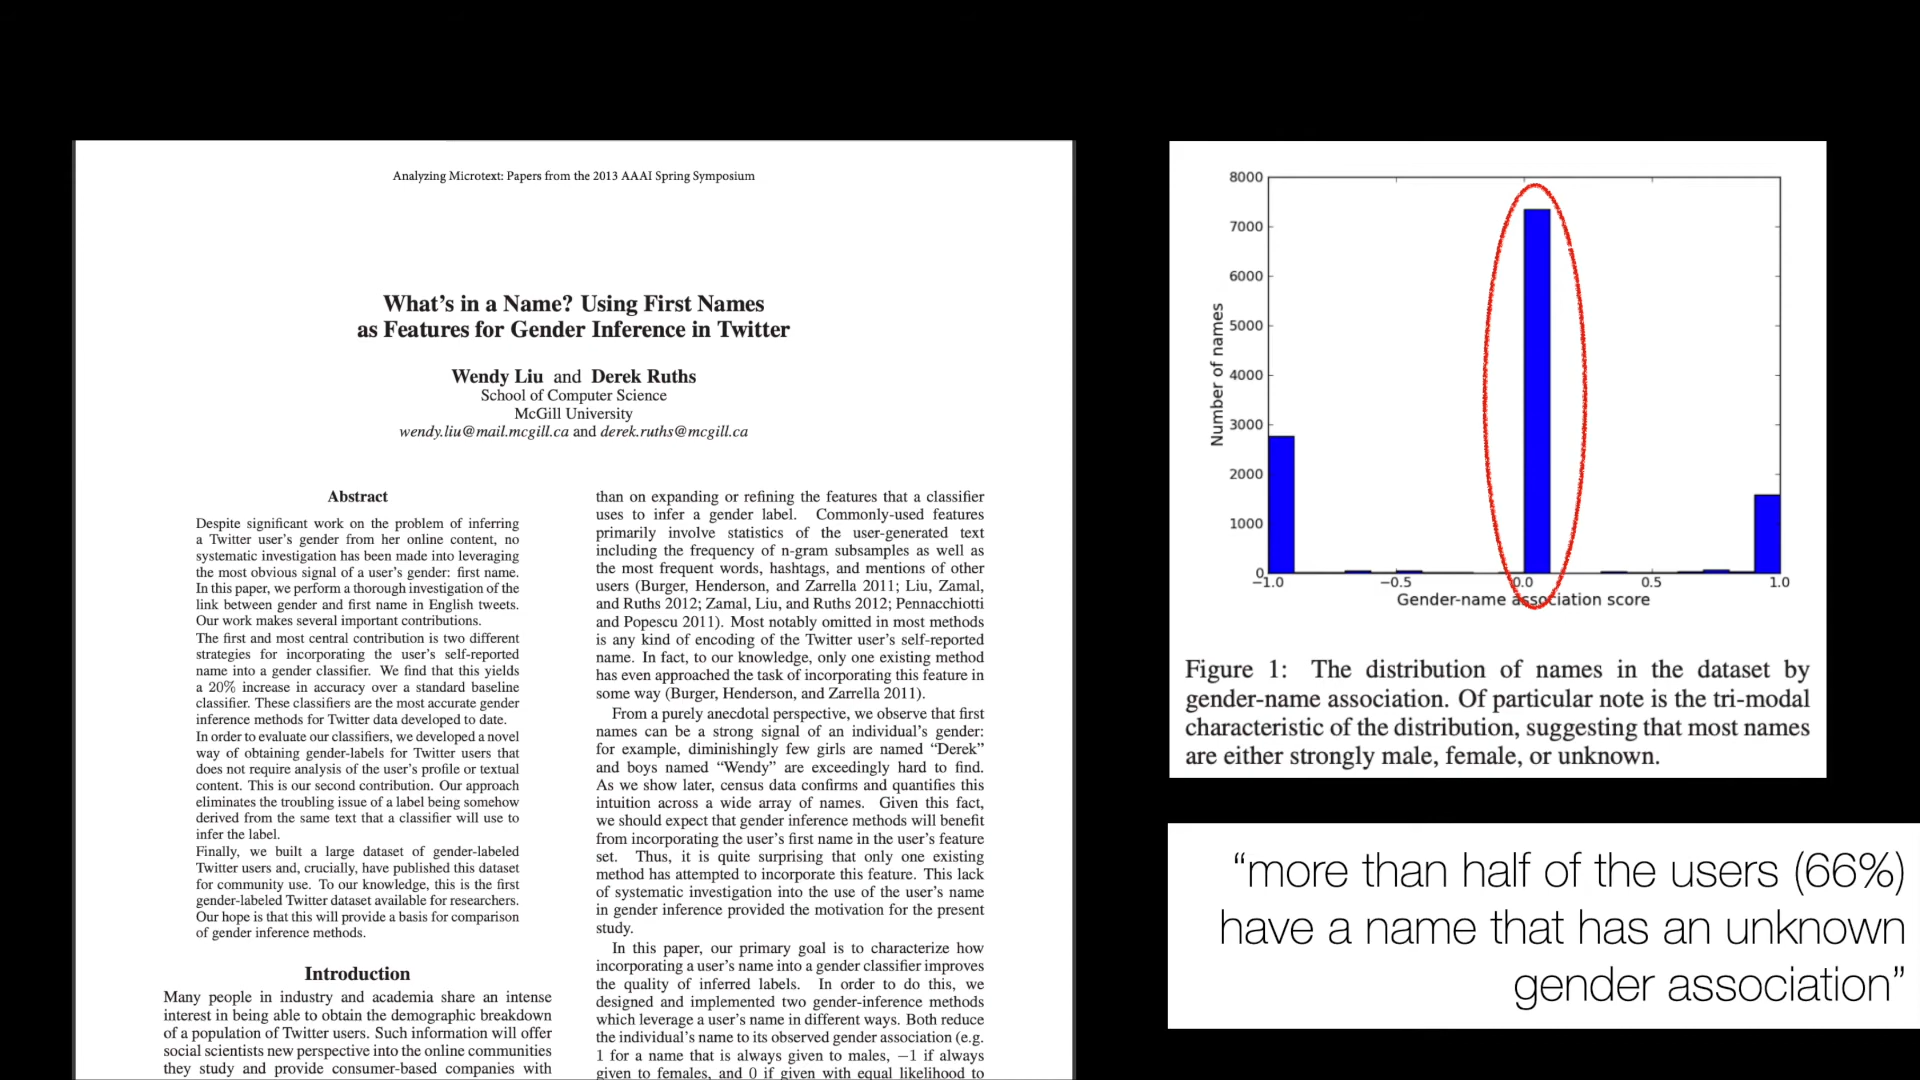 Analyzing Microtext: Papers from the 2013 AAAI Spring Symposium
What's in a Name? Using First Names
as Features for Gender Inference in Twitter
Wendy Liu and Derek Ruths
School of Computer Science
McGill University
wendy.liu@mail.mcgill.ca and derek.ruths@mcgill.ca
Abstract
Despite significant work on the problem of inferring
a Twitter user's gender from her online content, no
systematic investigation has been made into leveraging
the most obvious signal of a user's gender: first name.
In this paper, we perform a thorough investigation of the
link between gender and first name in English tweets.
Our work makes several important contributions.
The first and most central contribution is two different
strategies for incorporating the user's self-reported
name into a gender classifier. We find that this yields
a 20% increase in accuracy over a standard baseline
classifier. These classifiers are the most accurate gender
inference methods for Twitter data developed to date.
In order to evaluate our classifiers, we developed a novel
way of obtaining gender-labels for Twitter users that
does not require analysis of the user's profile or textual
content. This is our second contribution. Our approach
eliminates the troubling issue of a label being somehow
derived from the same text that a classifier will use to
infer the label.
Finally, we built a large dataset of gender-labeled
Twitter users and, crucially, have published this dataset
for community use. To our knowledge, this is the first
gender-labeled Twitter dataset available for researchers.
Our hope is that this will provide a basis for comparison
of gender inference methods.
Introduction
Many people in industry and academia share an intense
interest in being able to obtain the demographic breakdown
of a population of Twitter users. Such information will offer
social scientists new perspective into the online communities
they study and provide consumer-based companies with
than on expanding or refining the features that a classifier
uses to infer a gender label. Commonly-used features
primarily involve statistics of the user-generated text
including the frequency of n-gram subsamples as well as
the most frequent words, hashtags, and mentions of other
users (Burger, Henderson, and Zarrella 2011; Liu, Zamal,
and Ruths 2012; Zamal, Liu, and Ruths 2012; Pennacchiotti
and Popescu 2011). Most notably omitted in most methods
is any kind of encoding of the Twitter user's self-reported
name. In fact, to our knowledge, only one existing method
has even approached the task of incorporating this feature in
some way (Burger, Henderson, and Zarrella 2011).
From a purely anecdotal perspective, we observe that first
names can be a strong signal of an individual's gender:
for example, diminishingly few girls are named “Derek”
and boys named “Wendy” are exceedingly hard to find.
As we show later, census data confirms and quantifies this
intuition across a wide array of names. Given this fact,
we should expect that gender inference methods will benefit
from incorporating the user's first name in the user's feature
set. Thus, it is quite surprising that only one existing
method has attempted to incorporate this feature. This lack
of systematic investigation into the use of the user's name
in gender inference provided the motivation for the present
study.
In this paper, our primary goal is to characterize how
incorporating a user's name into a gender classifier improves
the quality of inferred labels. In order to do this, we
designed and implemented two gender-inference methods
which leverage a user's name in different ways. Both reduce
the individual's name to its observed gender association (e.g.
1 for a name that is always given to males, −1 if always
given to females, and 0 if given with equal likelihood to
8000
7000
6000
5000
4000
3000
2000
1000
0
Number of names
−1.0 −0.5 0.0 0.5 1.0
Gender-name association score
Figure 1: The distribution of names in the dataset by
gender-name association. Of particular note is the tri-modal
characteristic of the distribution, suggesting that most names
are either strongly male, female, or unknown.
“more than half of the users (66%)
have a name that has an unknown
gender association”